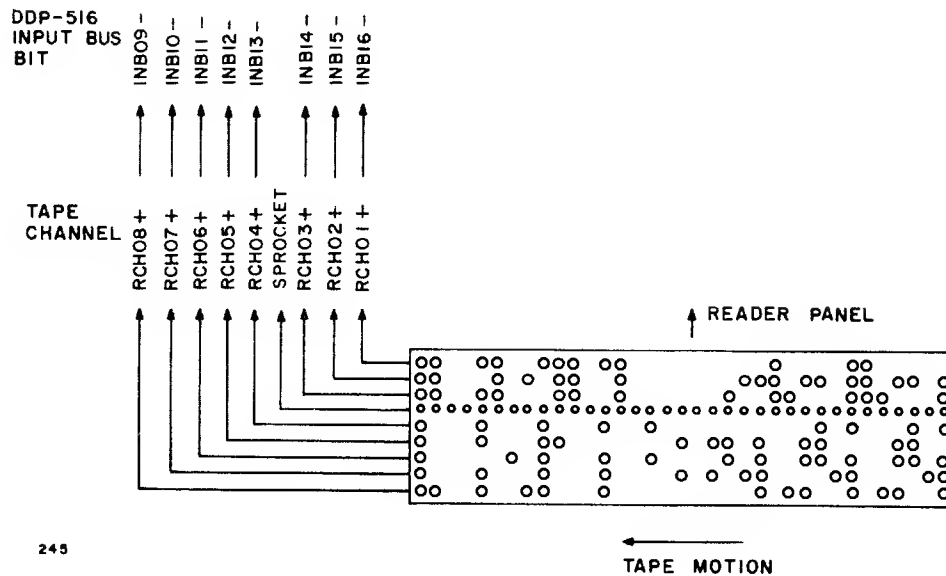 DDP-516
INPUT BUS
BIT
INB09-
INB10-
INB11-
INB12-
INB13-
INB14-
INB15-
INB16-
TAPE
CHANNEL
RCH08+
RCH07+
RCH06+
RCH05+
RCH04+
SPROCKET
RCH03+
RCH02+
RCH01+
READER PANEL
TAPE MOTION
245